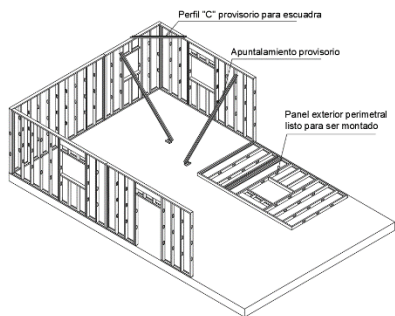 Perfil "C" provisorio para escuadra
Apuntalamiento provisorio
Panel exterior perimetral
listo para ser montado